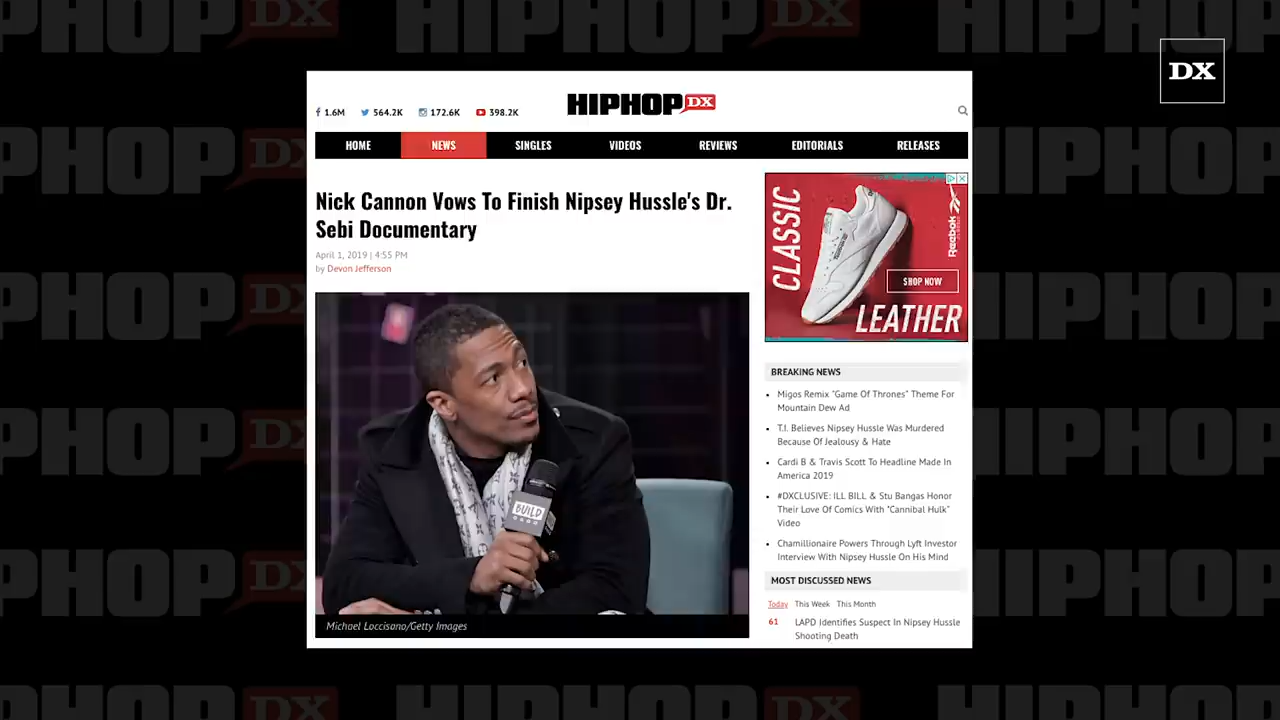 DX
1.6M 564.2K 172.6K 398.2K
HIPHOPDX
HOME NEWS SINGLES VIDEOS REVIEWS EDITORIALS RELEASES
Nick Cannon Vows To Finish Nipsey Hussle's Dr.
Sebi Documentary
April 1, 2019 | 4:55 PM
by Devon Jefferson
BUILD
Michael Loccisano/Getty Images
CLASSIC
Reebok
SHOP NOW
LEATHER
BREAKING NEWS
Migos Remix "Game Of Thrones" Theme For
Mountain Dew Ad
T.I. Believes Nipsey Hussle Was Murdered
Because Of Jealousy & Hate
Cardi B & Travis Scott To Headline Made In
America 2019
#DXCLUSIVE: ILL BILL & Stu Bangas Honor
Their Love Of Comics With "Cannibal Hulk"
Video
Chamillionaire Powers Through Lyft Investor
Interview With Nipsey Hussle On His Mind
MOST DISCUSSED NEWS
Today This Week This Month
61 LAPD Identifies Suspect In Nipsey Hussle
Shooting Death